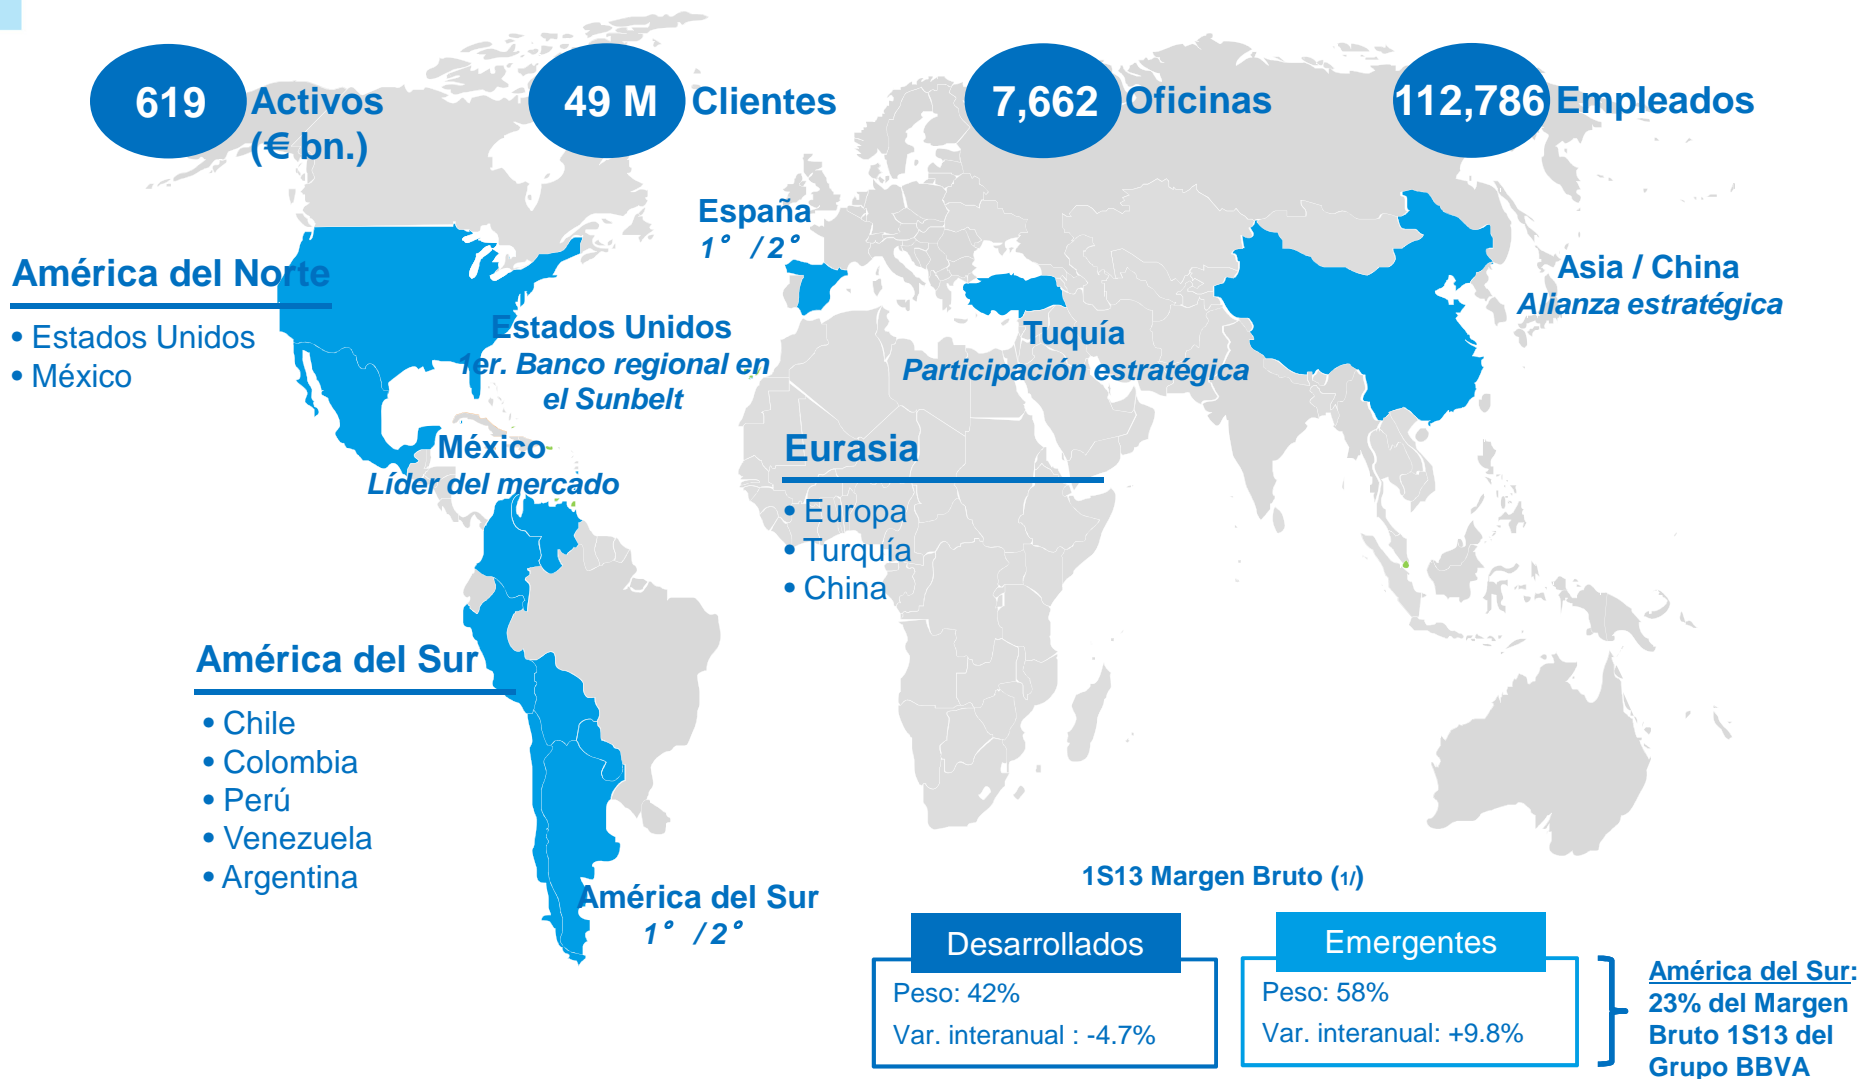 619
Activos
(€ bn.)
49 M
Clientes
7,662
Oficinas
112,786
Empleados
América del Norte
• Estados Unidos
• México
España
1° / 2°
Estados Unidos
1er. Banco regional en
el Sunbelt
Tuquía
Participación estratégica
Asia / China
Alianza estratégica
México
Líder del mercado
Eurasia
• Europa
• Turquía
• China
América del Sur
• Chile
• Colombia
• Perú
• Venezuela
• Argentina
América del Sur
1° / 2°
1S13 Margen Bruto (1/)
Desarrollados
Peso: 42%
Var. interanual : -4.7%
Emergentes
Peso: 58%
Var. interanual: +9.8%
América del Sur:
23% del Margen
Bruto 1S13 del
Grupo BBVA